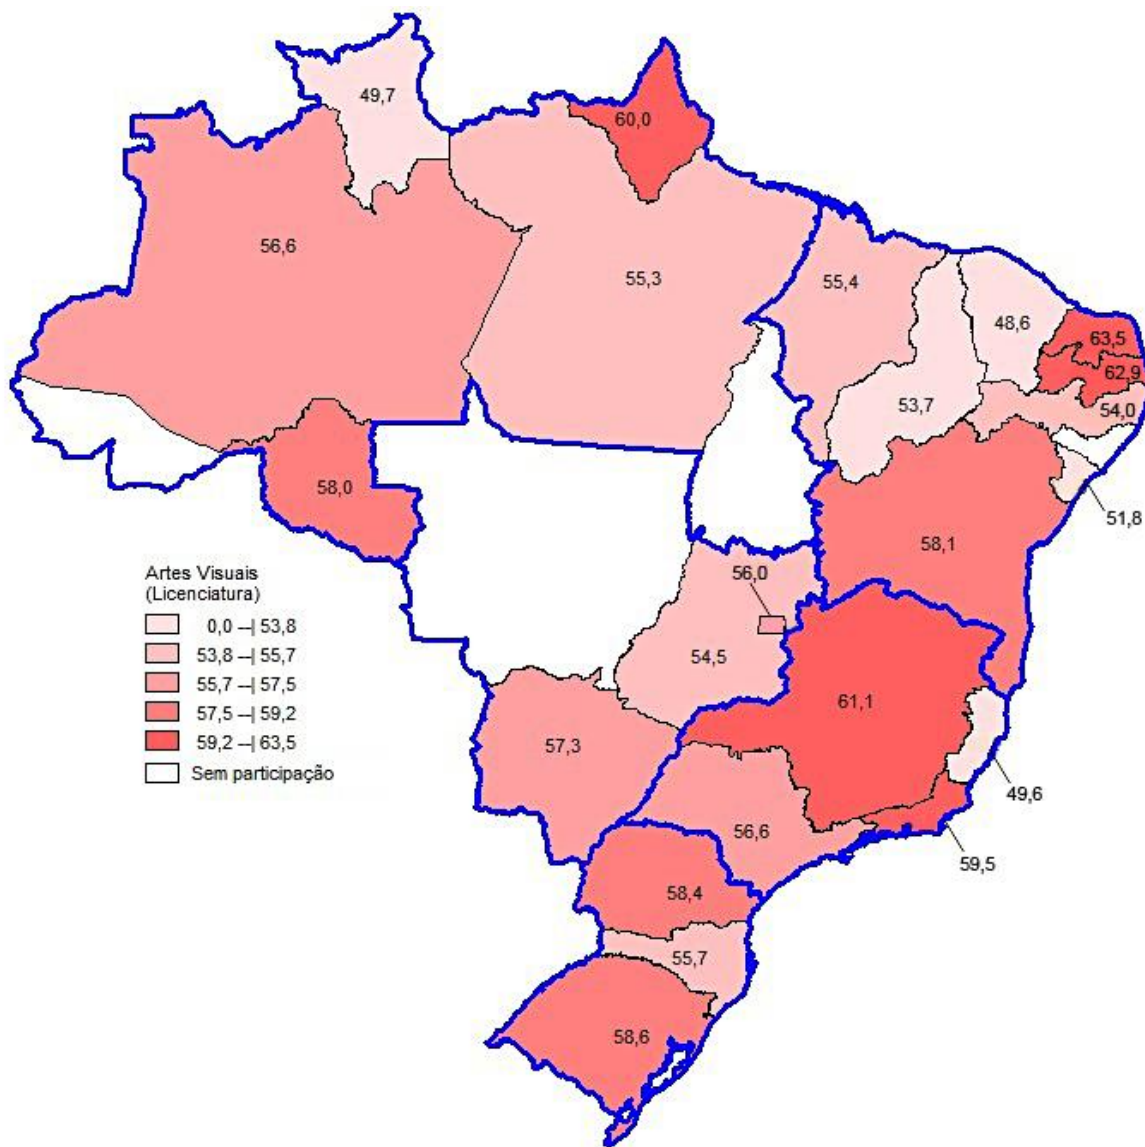 49,7
60,0
56,6
55,3
55,4
48,6
63,5
62,9
53,7
54,0
58,0
51,8
58,1
56,0
54,5
61,1
57,3
49,6
56,6
59,5
58,4
55,7
58,6
Artes Visuais
(Licenciatura)
0,0 --| 53,8
53,8 --| 55,7
55,7 --| 57,5
57,5 --| 59,2
59,2 --| 63,5
Sem participação